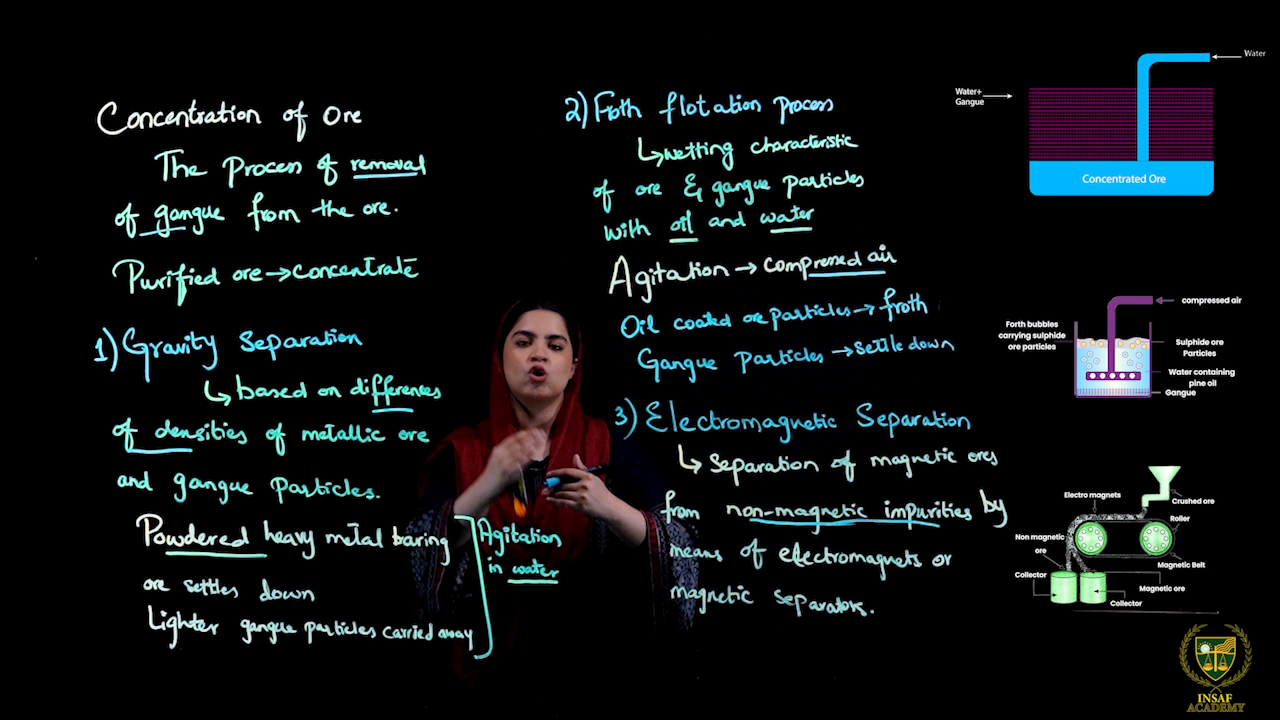 Concentration of Ore
The Process of removal
of gangue from the ore.
Purified ore → concentrate
1) Gravity Separation
↳ based on differences
of densities of metallic ore
and gangue particles.
Powdered heavy metal baring
ore settles down
Lighter gangue particles carried away
Agitation
in water
2) Froth flotation process
↳ wetting characteristic
of ore & gangue particles
with oil and water
Agitation → compressed air
Oil coated ore particles → froth
Gangue Particles → settle down
3) Electromagnetic Separation
↳ Separation of magnetic ores
from non-magnetic impurities by
means of electromagnets or
magnetic separators.
Water
Water+
Gangue
Concentrated Ore
compressed air
Forth bubbles
carrying sulphide
ore particles
Sulphide ore
Particles
Water containing
pine oil
Gangue
Electro magnets
Crushed ore
Roller
Non magnetic
ore
Magnetic Belt
Collector
Magnetic ore
Collector
INSAF
ACADEMY